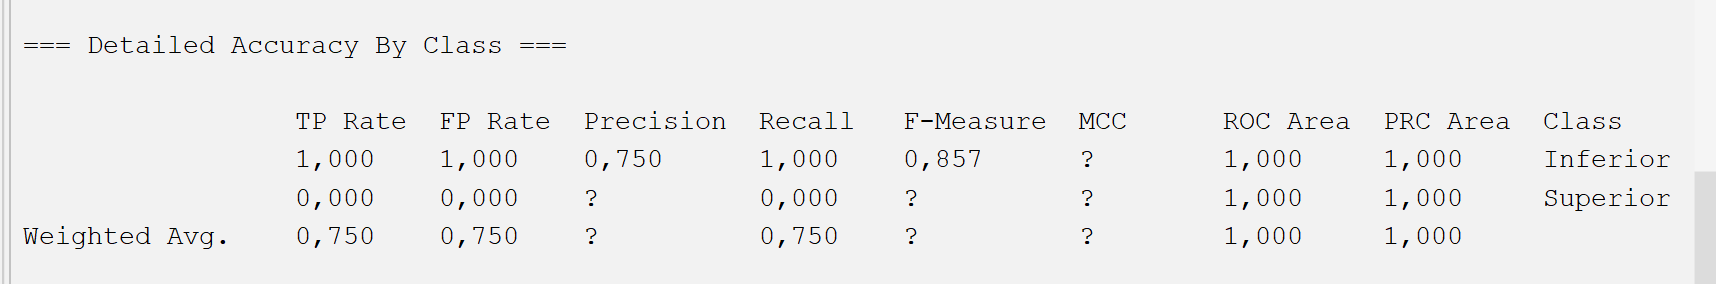 === Detailed Accuracy By Class ===
TP Rate FP Rate Precision Recall F-Measure MCC ROC Area PRC Area Class
1,000 1,000 0,750 1,000 0,857 ? 1,000 1,000 Inferior
0,000 0,000 ? 0,000 ? ? 1,000 1,000 Superior
Weighted Avg. 0,750 0,750 ? 0,750 ? ? 1,000 1,000